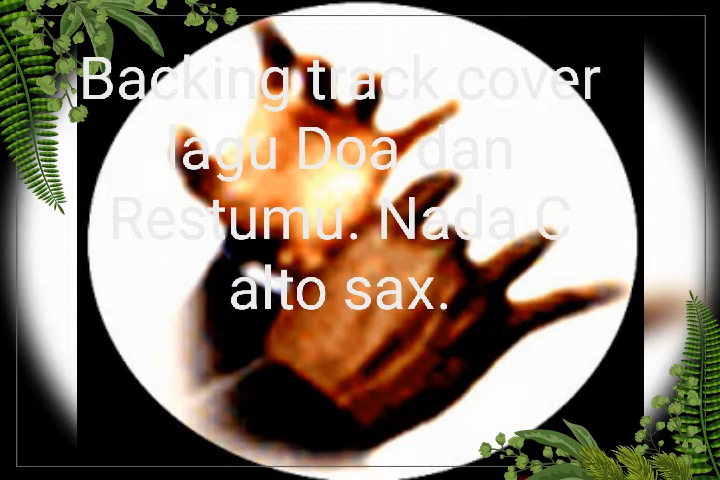 Backing track cover
lagu Doa dan
Restumu. Nada C
alto sax.